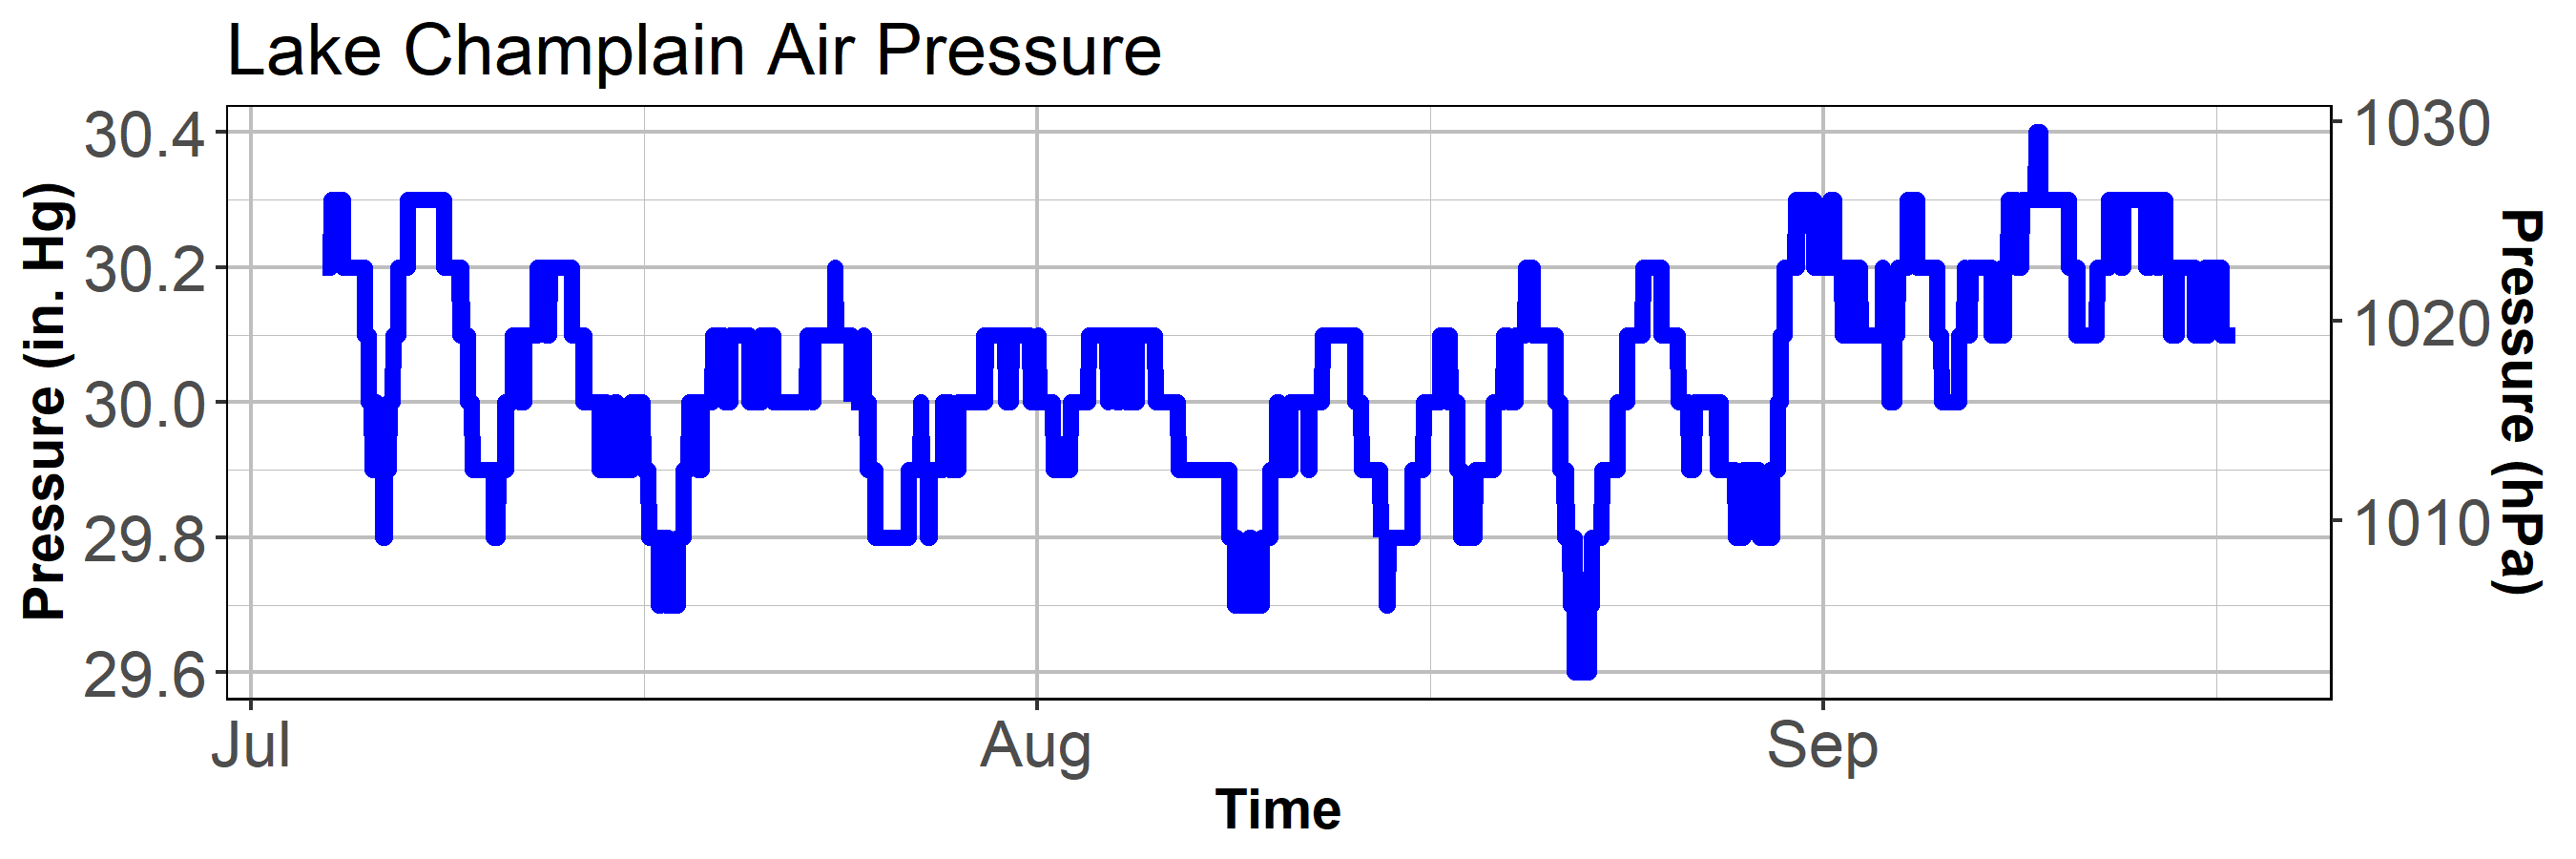 Lake Champlain Air Pressure
Pressure (in. Hg)
30.4
30.2
30.0
29.8
29.6
1030
1020
1010
Pressure (hPa)
Jul
Aug
Sep
Time